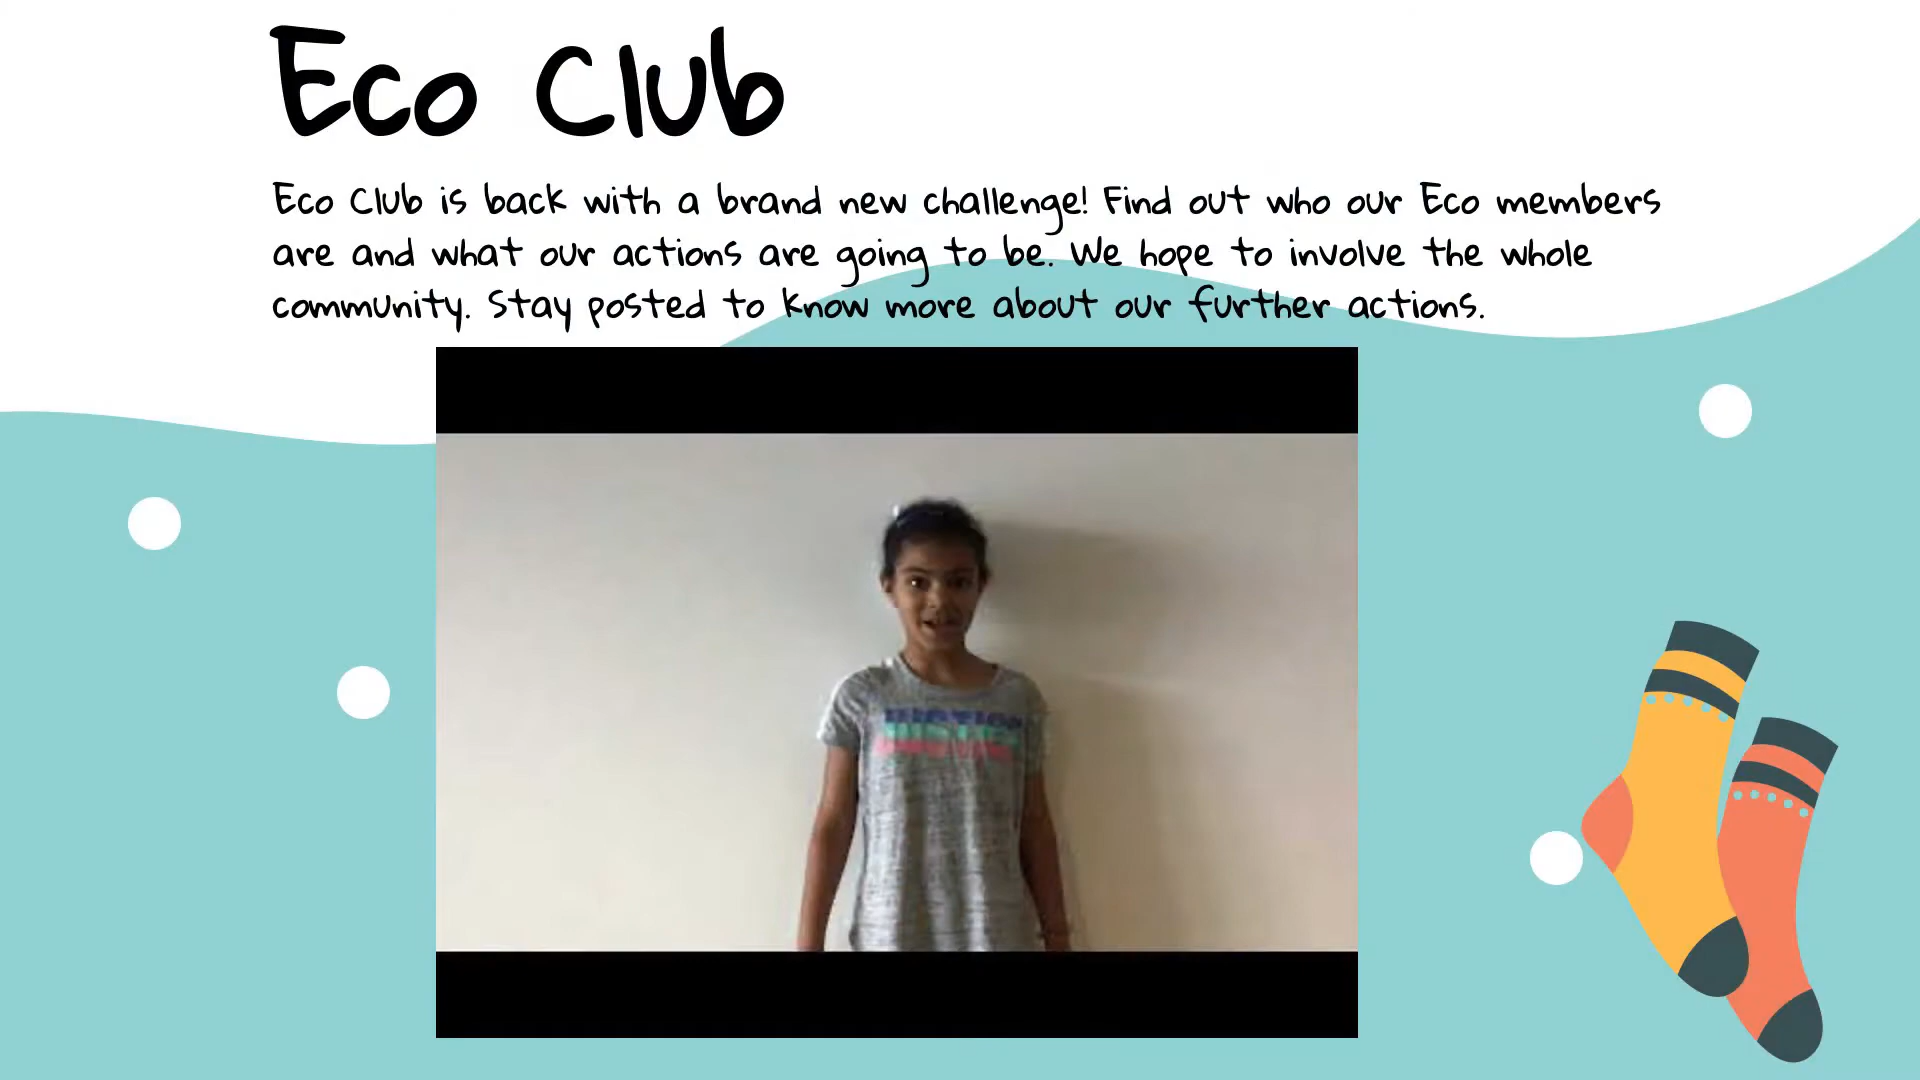 Eco Club
Eco Club is back with a brand new challenge! Find out who our Eco members
are and what our actions are going to be. We hope to involve the whole
community. Stay posted to know more about our further actions.